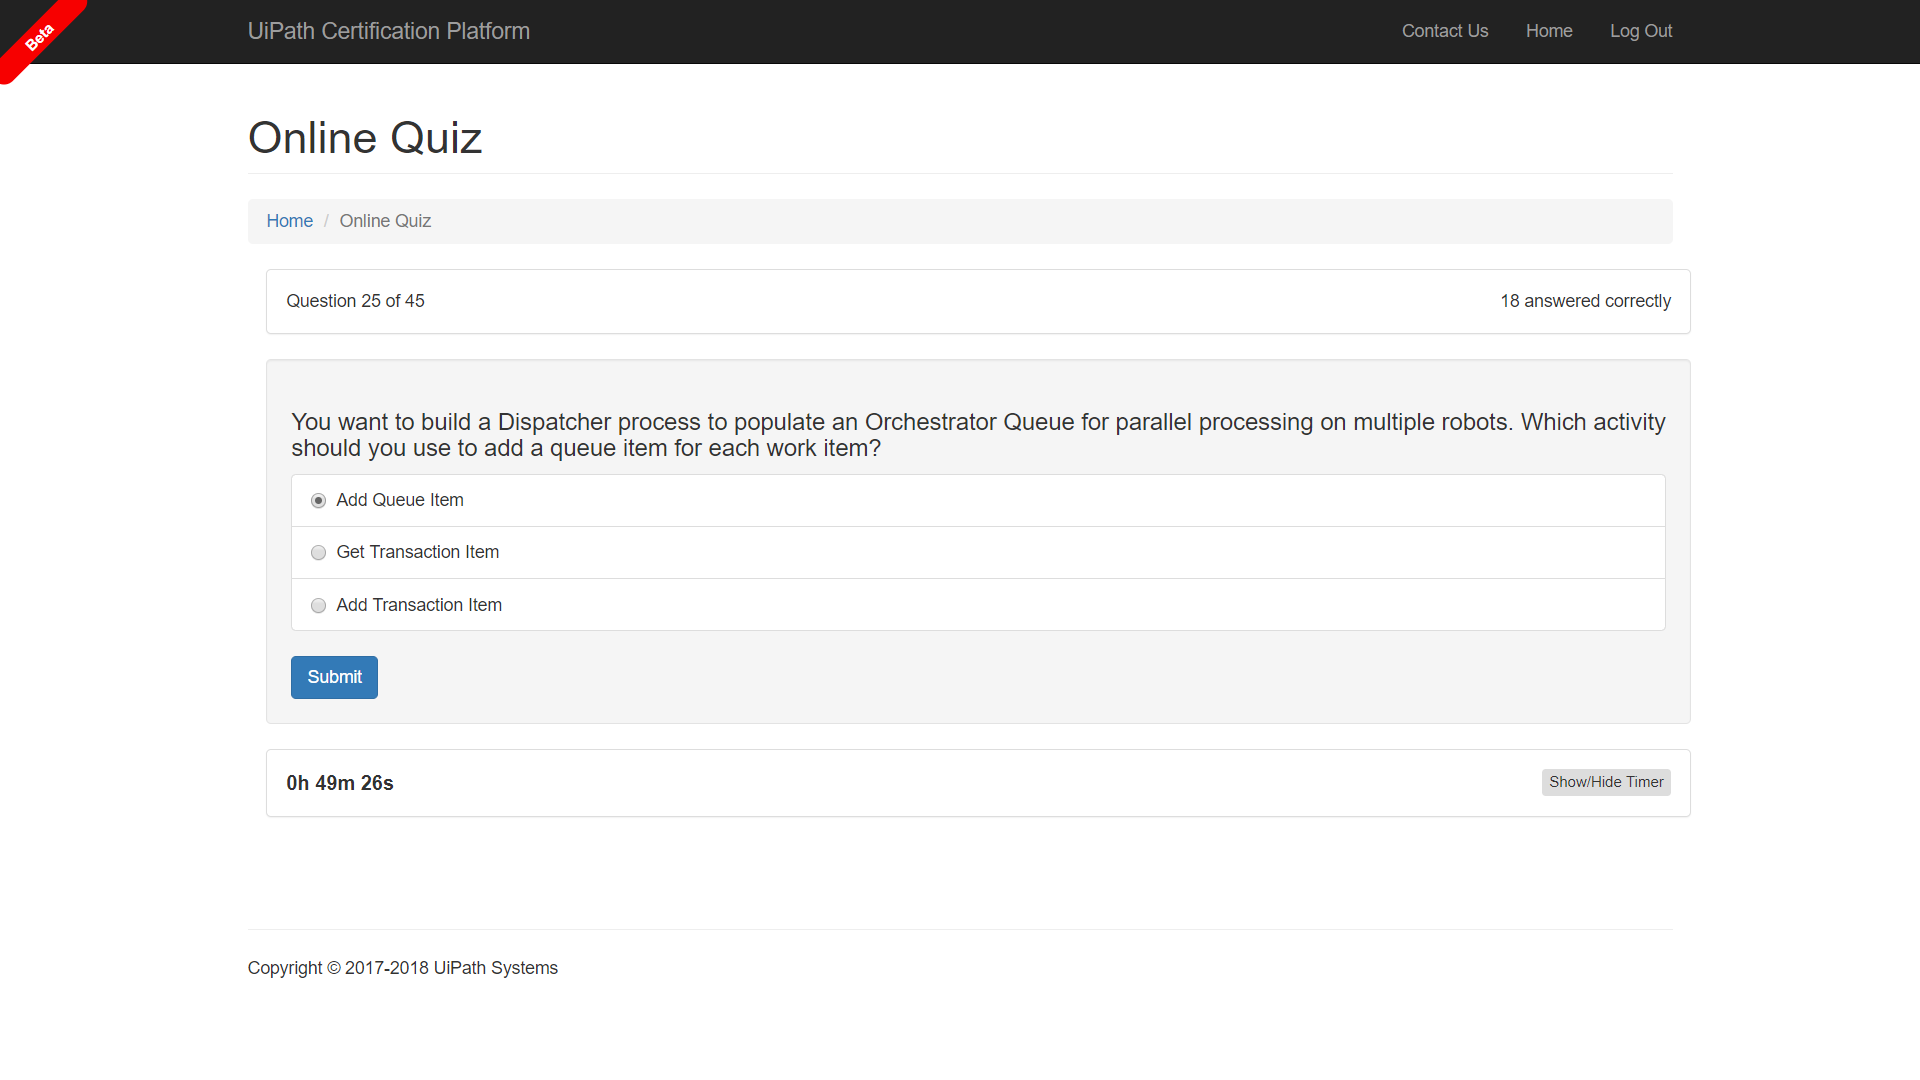 Beta
UiPath Certification Platform
Contact Us
Home
Log Out
Online Quiz
Home / Online Quiz
Question 25 of 45
18 answered correctly
You want to build a Dispatcher process to populate an Orchestrator Queue for parallel processing on multiple robots. Which activity
should you use to add a queue item for each work item?
Add Queue Item
Get Transaction Item
Add Transaction Item
Submit
0h 49m 26s
Show/Hide Timer
Copyright © 2017-2018 UiPath Systems